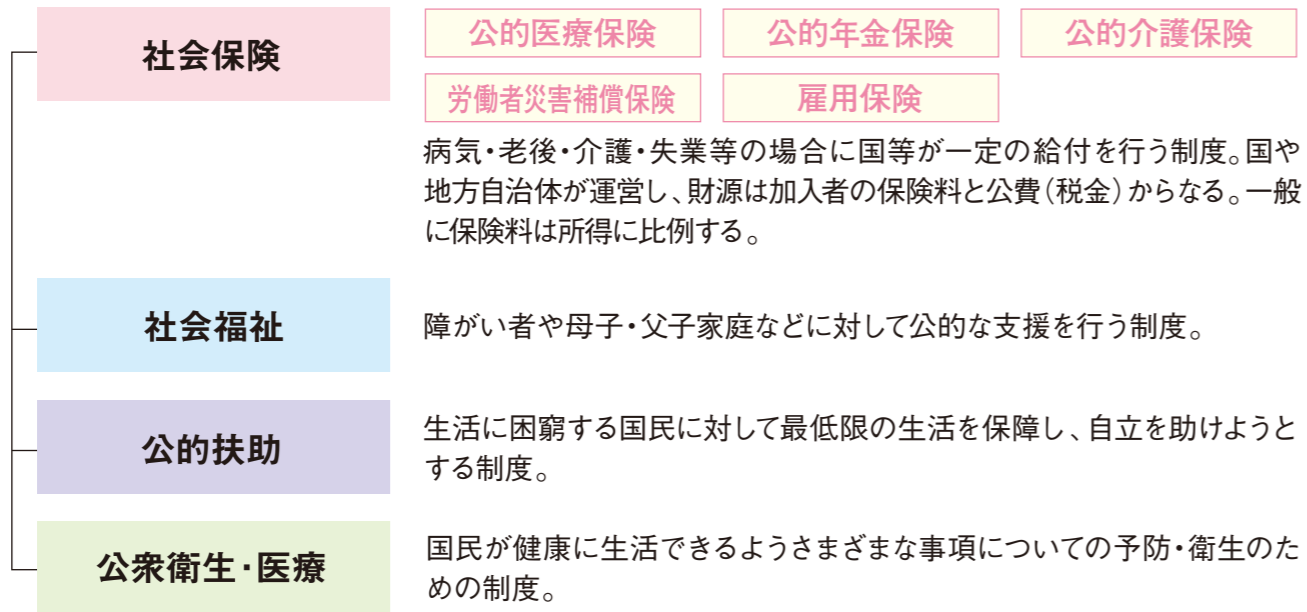 社会保険
公的医療保険
公的年金保険
公的介護保険
労働者災害補償保険
雇用保険
病気・老後・介護・失業等の場合に国等が一定の給付を行う制度。国や
地方自治体が運営し、財源は加入者の保険料と公費(税金)からなる。一般
に保険料は所得に比例する。
社会福祉
障がい者や母子・父子家庭などに対して公的な支援を行う制度。
公的扶助
生活に困窮する国民に対して最低限の生活を保障し、自立を助けようと
する制度。
公衆衛生・医療
国民が健康に生活できるようさまざまな事項についての予防・衛生のた
めの制度。